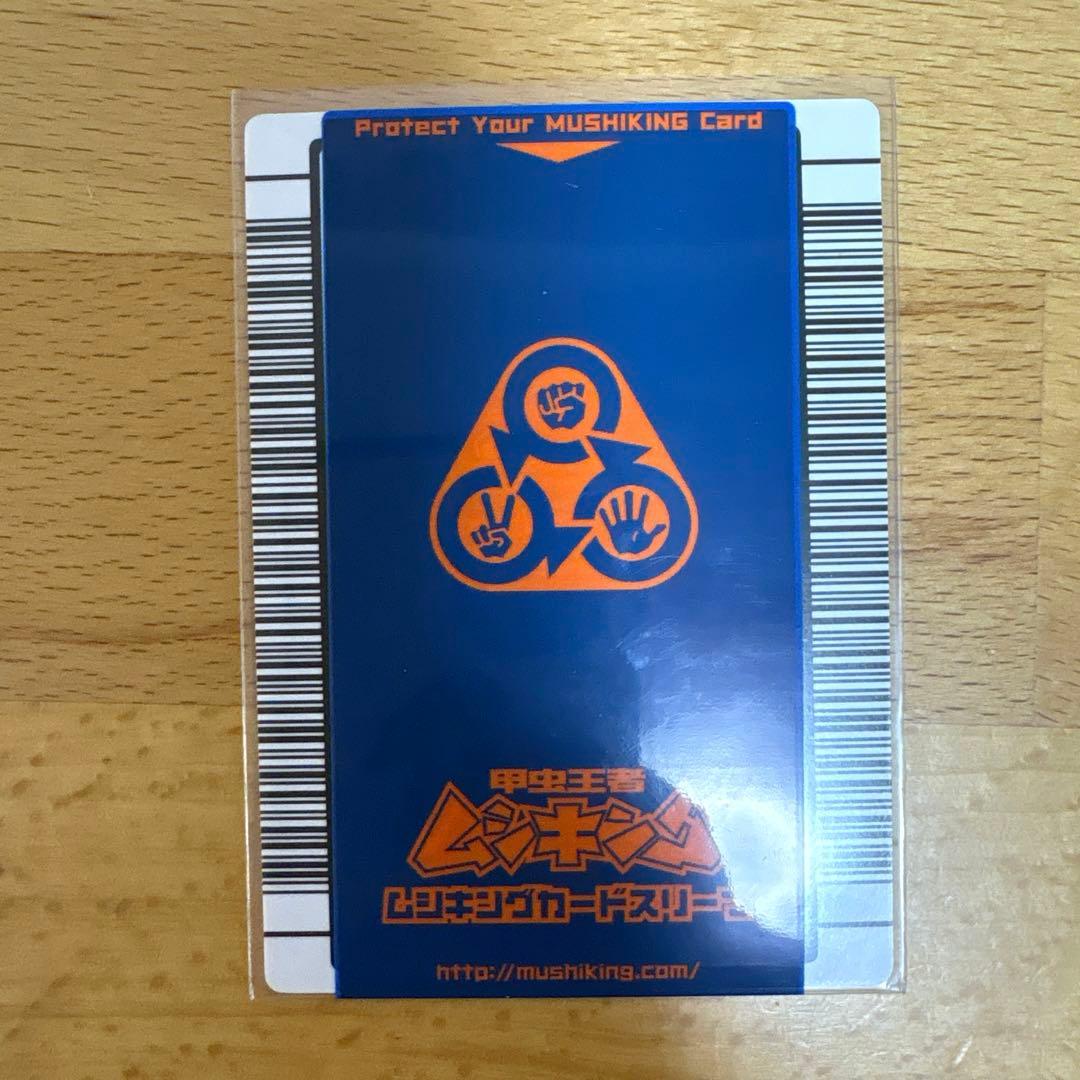 Protect Your MUSHIKING Card
甲虫王者
ムシキング
ムシキングカードスリーブ
http://mushiking.com/